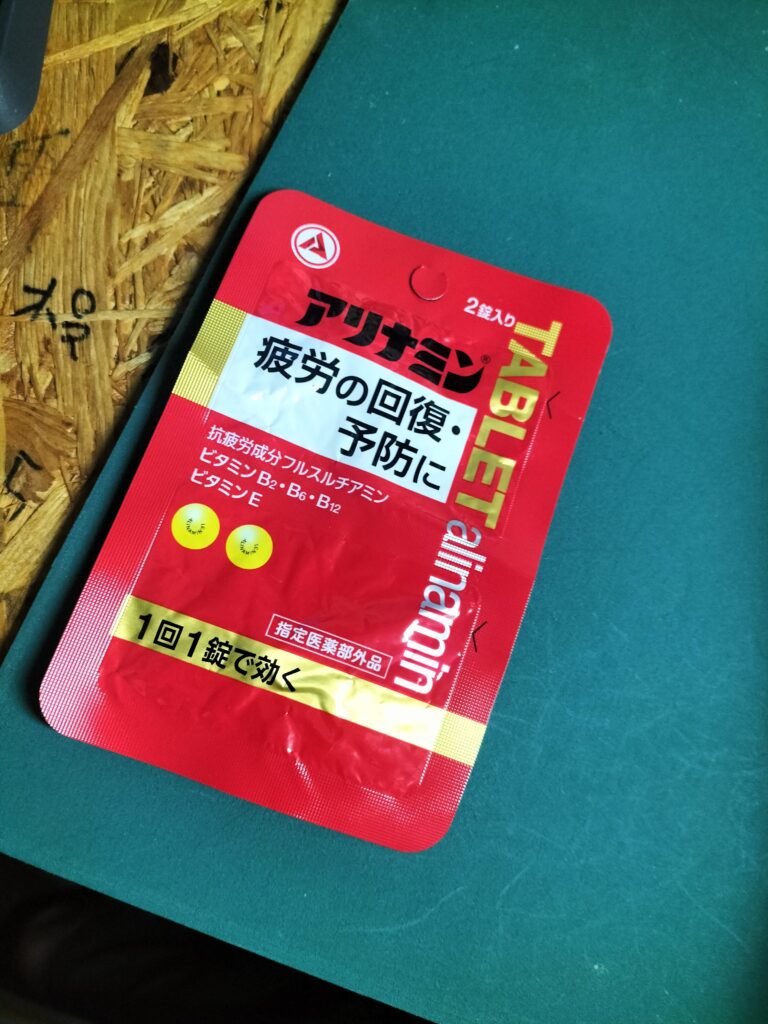 2錠入り
アリナミン®
TABLET alinamin
疲労の回復・
予防に
抗疲労成分フルスルチアミン
ビタミンB2・B6・B12
ビタミンE
指定医薬部外品
1回1錠で効く